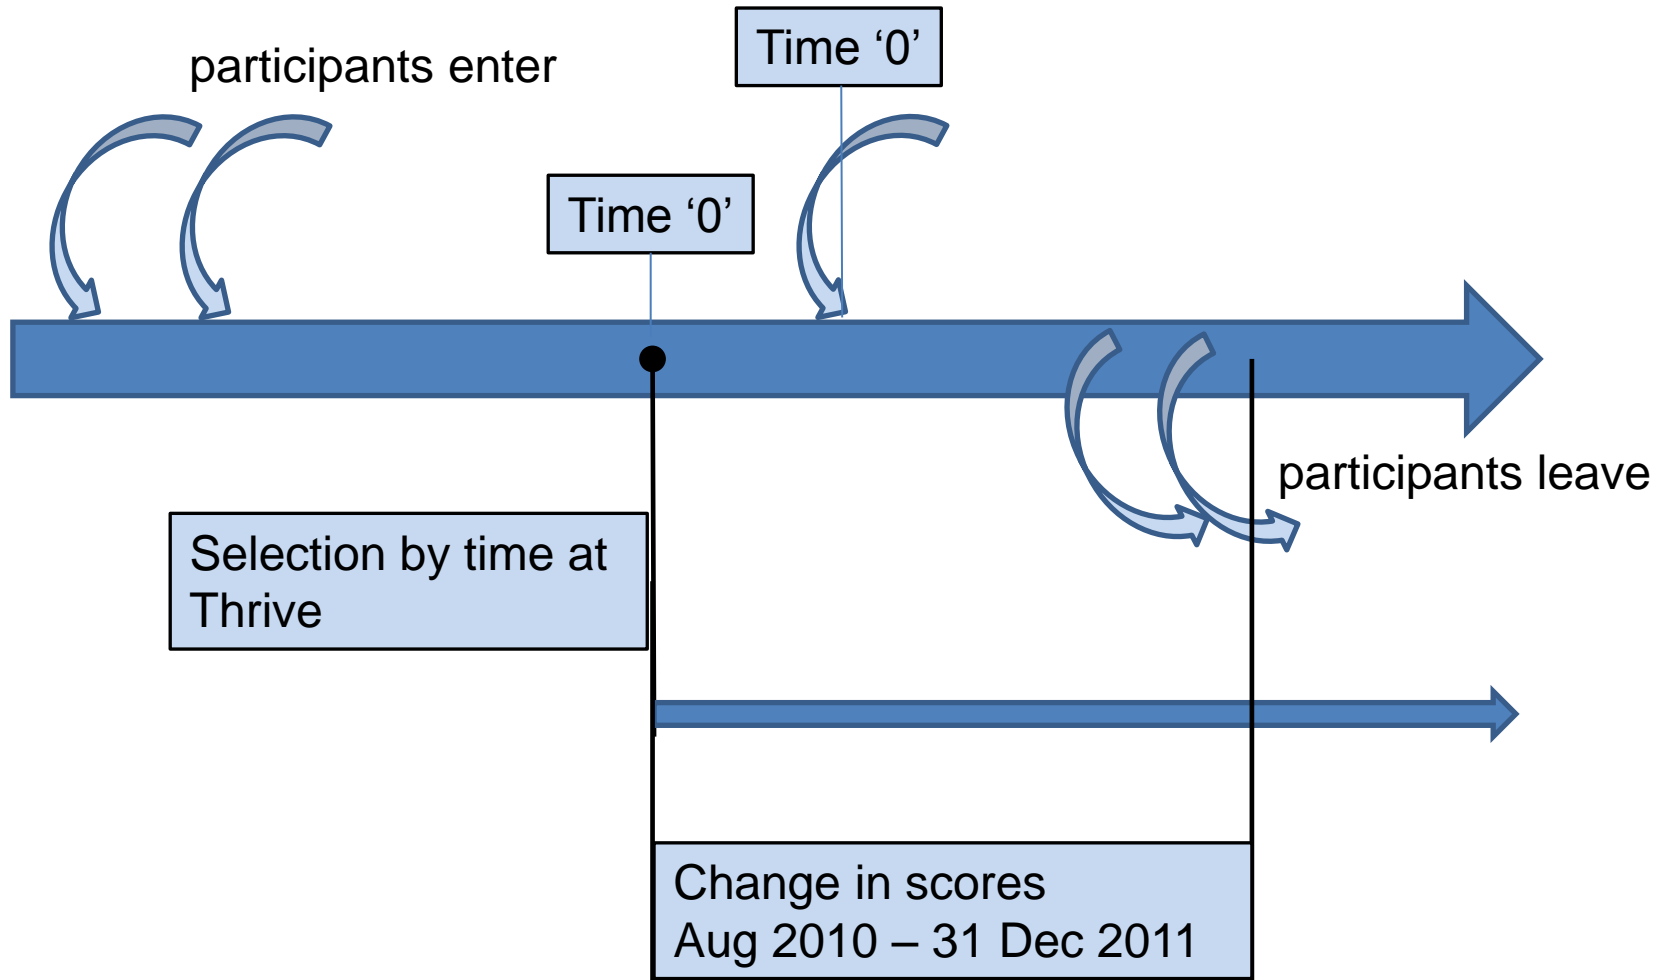 Time ‘0’
participants enter
Time ‘0’
participants leave
Selection by time at
Thrive
Change in scores
Aug 2010 – 31 Dec 2011